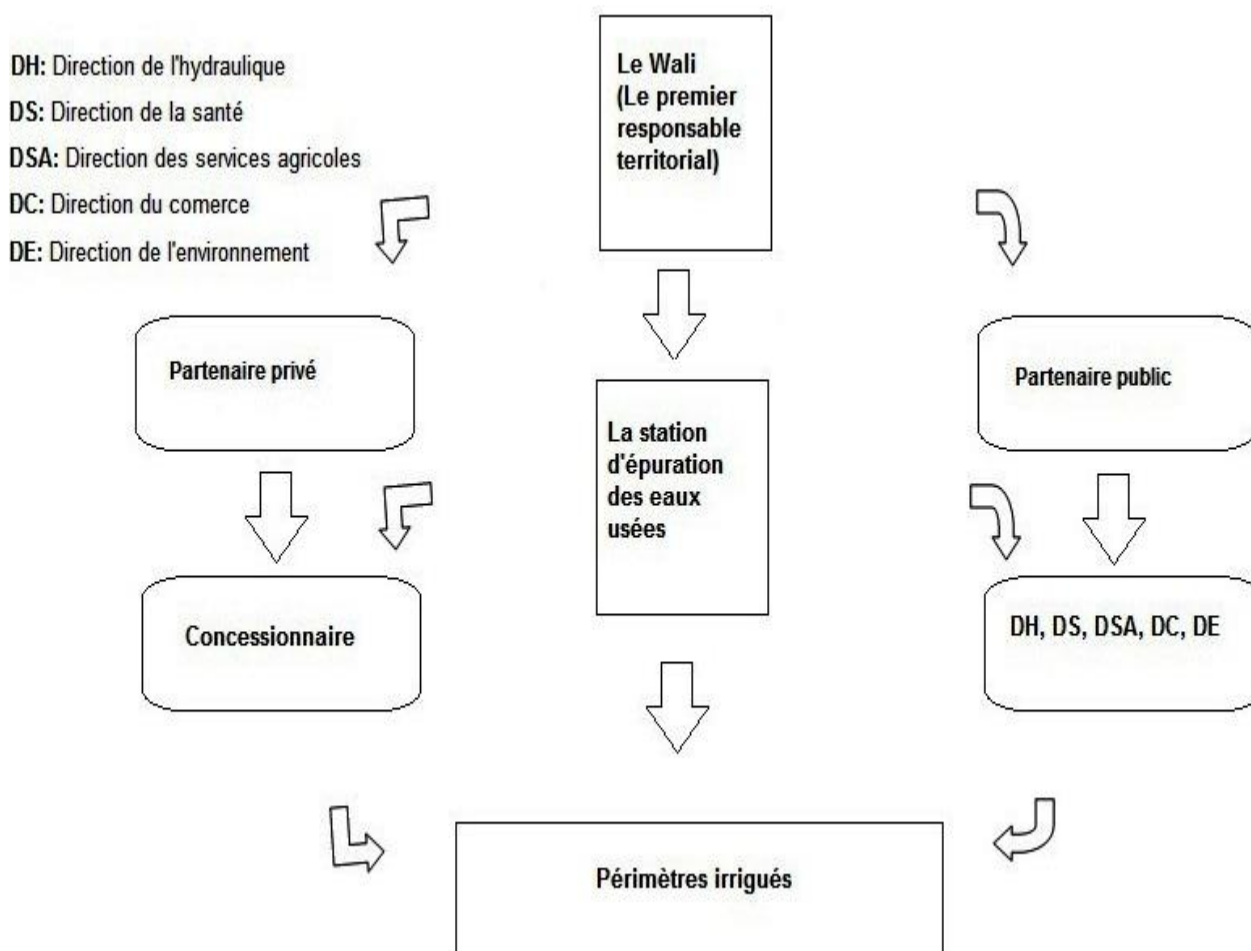 DH: Direction de l'hydraulique
DS: Direction de la santé
DSA: Direction des services agricoles
DC: Direction du comerce
DE: Direction de l'environnement
Le Wali
(Le premier
responsable
territorial)
Partenaire privé
La station
d'épuration
des eaux
usées
Partenaire public
Concessionnaire
DH, DS, DSA, DC, DE
Périmètres irrigués